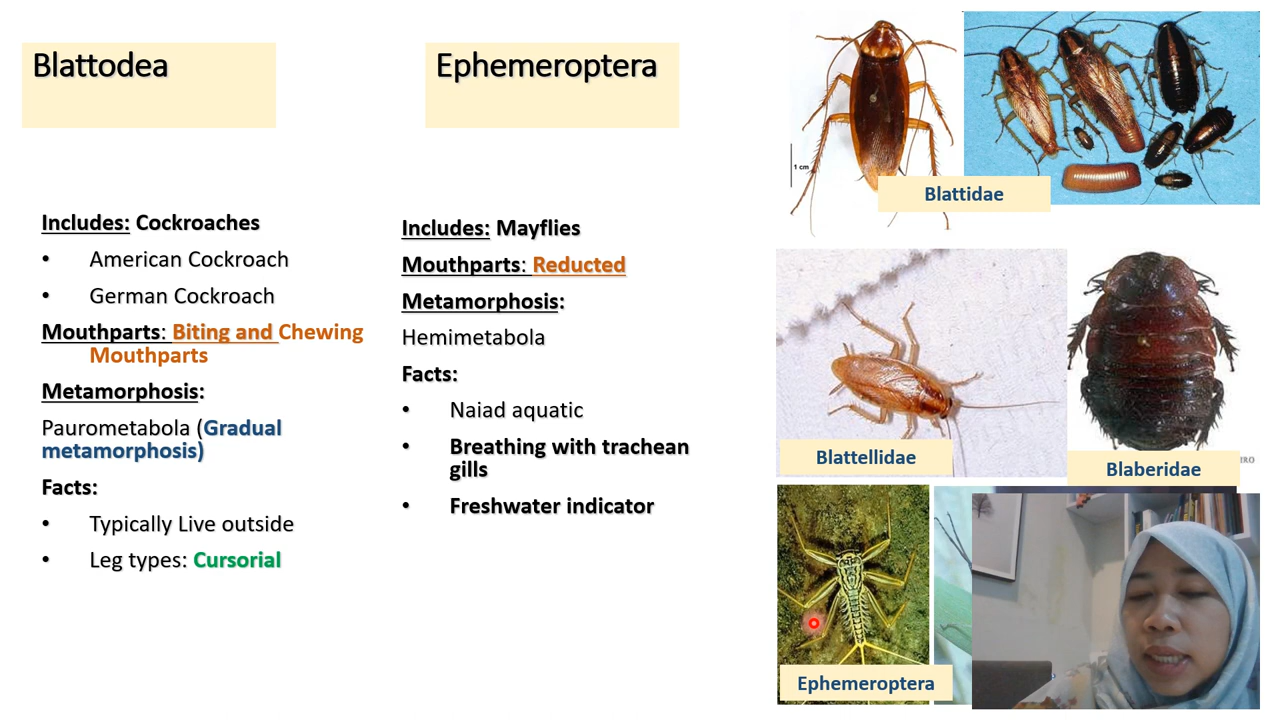 Blattodea
Includes: Cockroaches
• American Cockroach
• German Cockroach
Mouthparts: Biting and Chewing
Mouthparts
Metamorphosis:
Paurometabola (Gradual
metamorphosis)
Facts:
• Typically Live outside
• Leg types: Cursorial
Ephemeroptera
Includes: Mayflies
Mouthparts: Reducted
Metamorphosis:
Hemimetabola
Facts:
• Naiad aquatic
• Breathing with trachean
gills
• Freshwater indicator
1 cm
Blattidae
Blattellidae
Blaberidae
Ephemeroptera